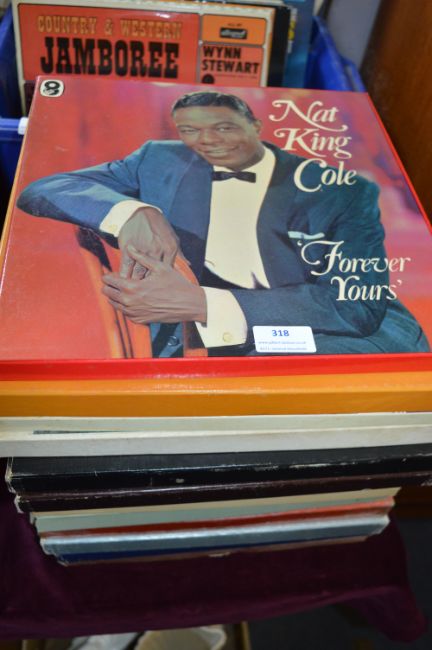 COUNTRY & WESTERN
JAMBOREE
WYNN
STEWART
Nat
King
Cole
'Forever
Yours'
318